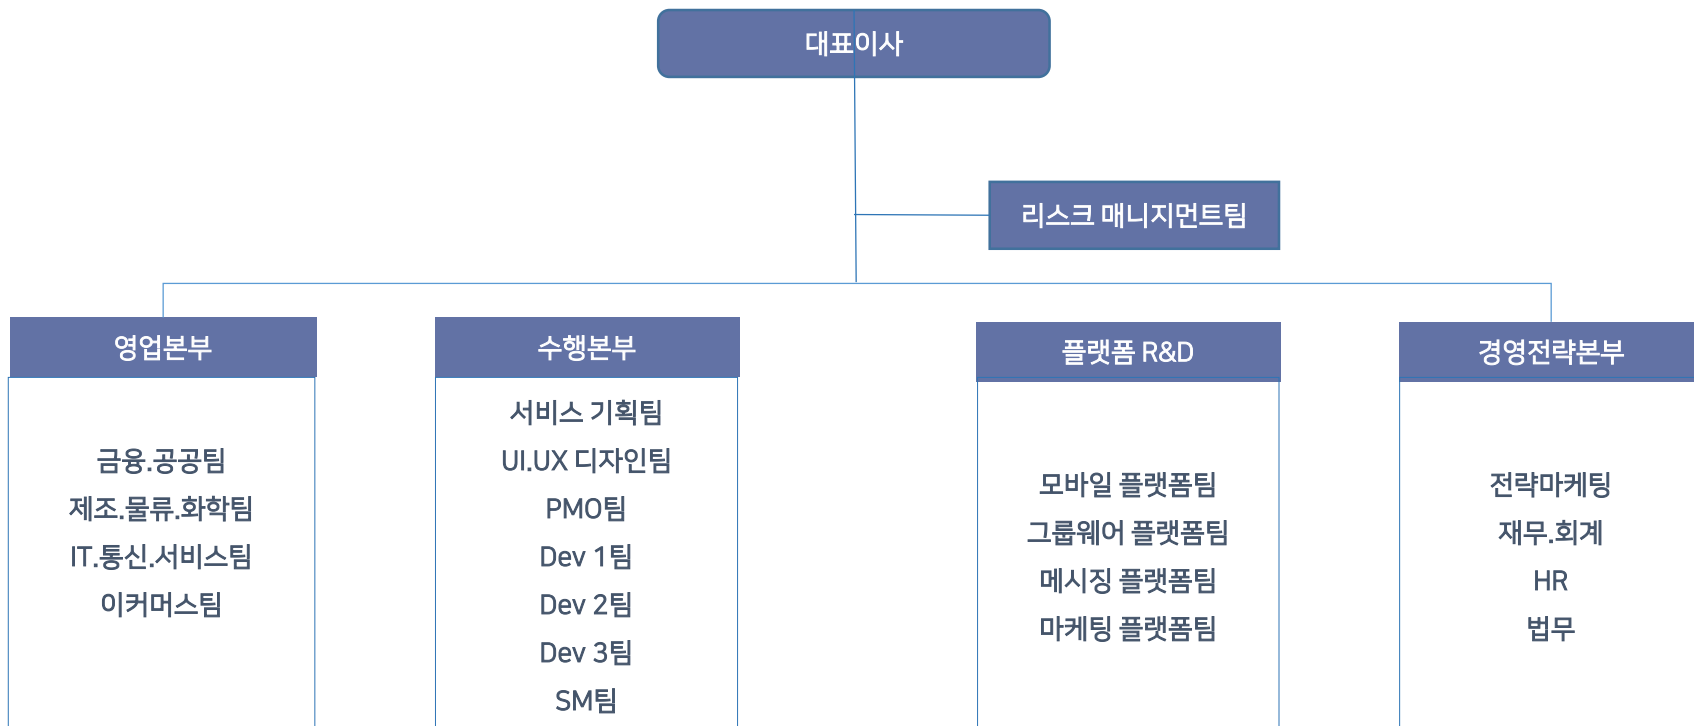 대표이사
리스크 매니지먼트팀
영업본부
금융.공공팀
제조.물류.화학팀
IT.통신.서비스팀
이커머스팀
수행본부
서비스 기획팀
UI.UX 디자인팀
PMO팀
Dev 1팀
Dev 2팀
Dev 3팀
SM팀
플랫폼 R&D
모바일 플랫폼팀
그룹웨어 플랫폼팀
메시징 플랫폼팀
마케팅 플랫폼팀
경영전략본부
전략마케팅
재무.회계
HR
법무